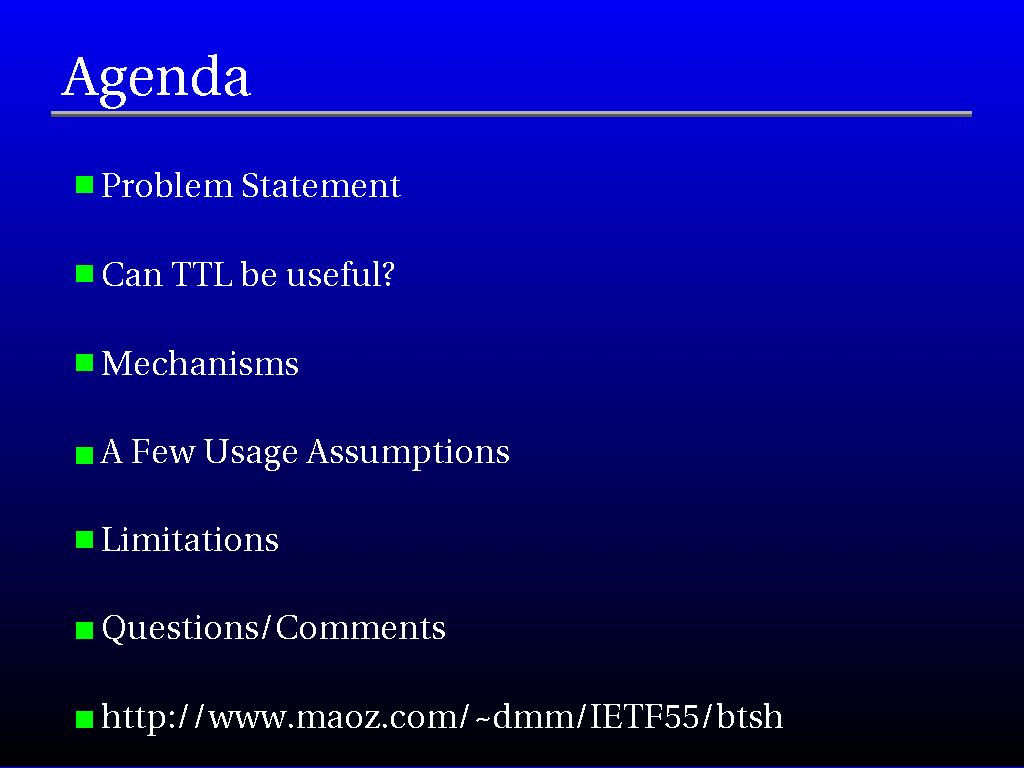 Agenda
Problem Statement
Can TTL be useful?
Mechanisms
A Few Usage Assumptions
Limitations
Questions/Comments
http://www.maoz.com/~dmm/IETF55/btsh